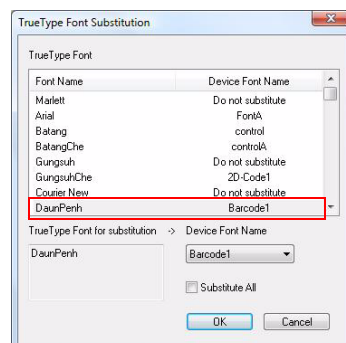 TrueType Font Substitution
TrueType Font
Font Name Device Font Name
Marlett Do not substitute
Arial FontA
Batang control
BatangChe controlA
Gungsuh Do not substitute
GungsuhChe 2D-Code1
Courier New Do not substitute
DaunPenh Barcode1
TrueType Font for substitution -> Device Font Name
DaunPenh Barcode1
Substitute All
OK Cancel